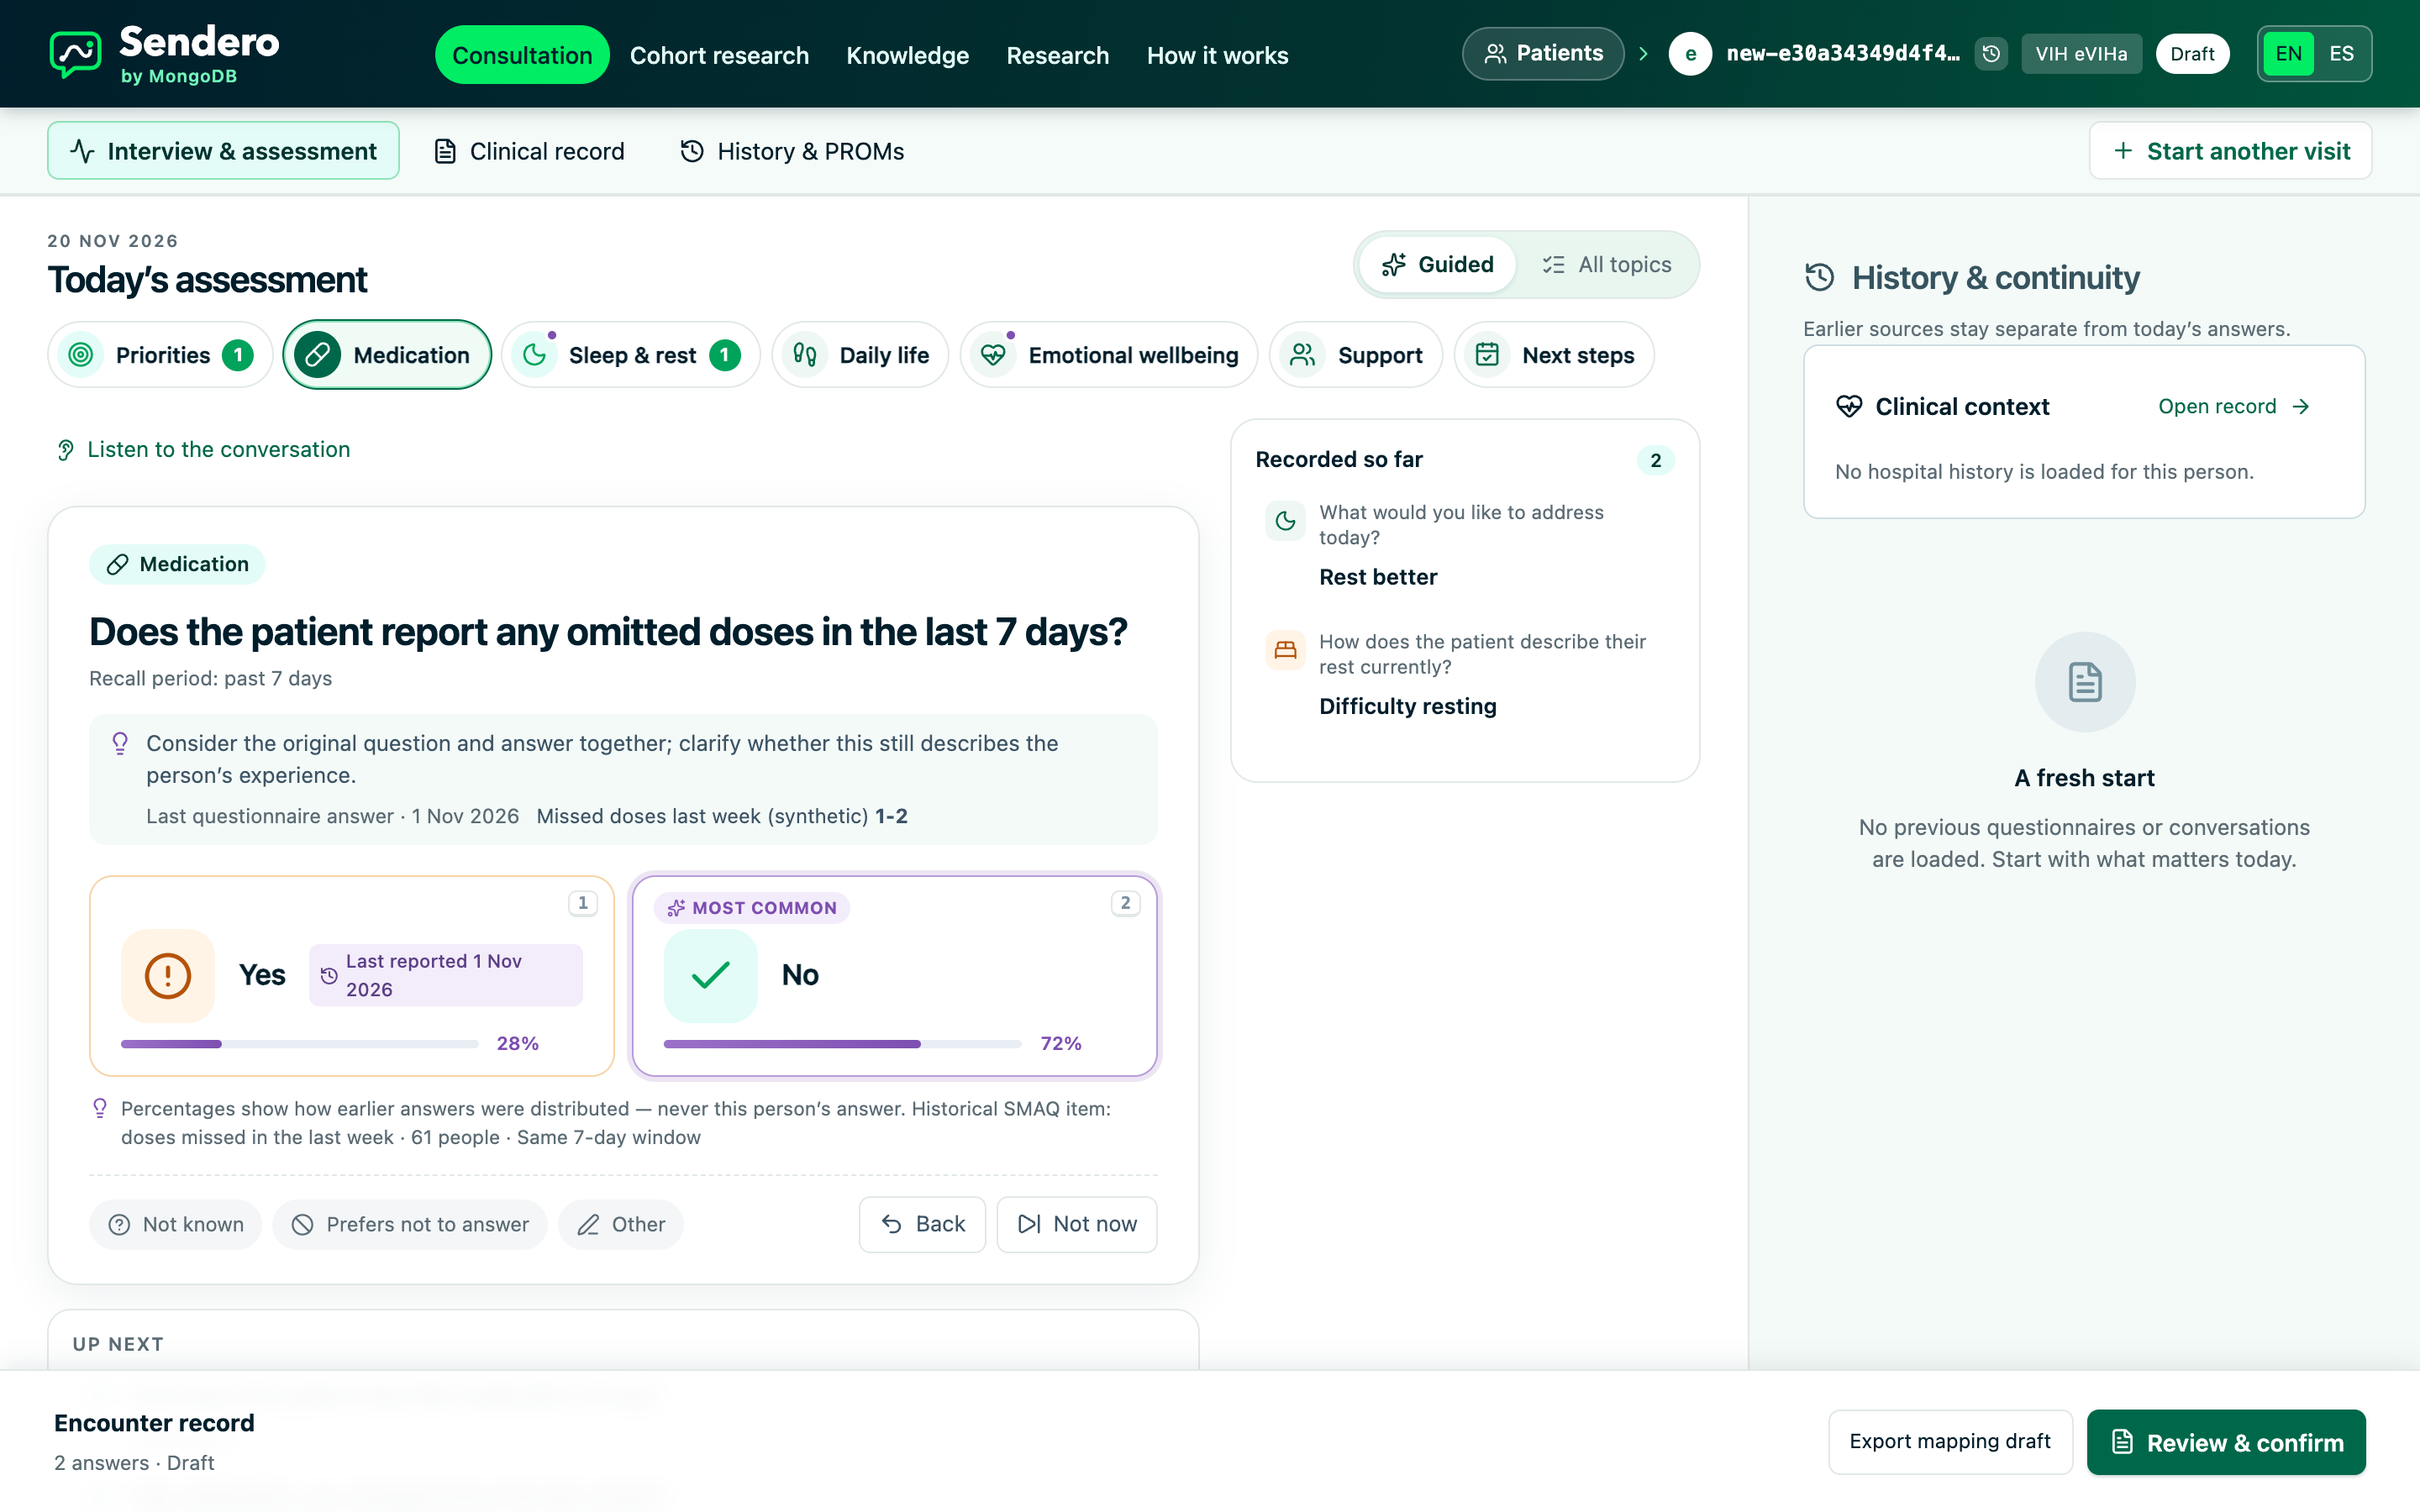 Sendero
by MongoDB
Consultation
Cohort research
Knowledge
Research
How it works
Patients
e
new-e30a34349d4f4…
VIH eVIHa
Draft
EN
ES
Interview & assessment
Clinical record
History & PROMs
Start another visit
20 NOV 2026
Today’s assessment
Guided
All topics
Priorities 1
Medication
Sleep & rest 1
Daily life
Emotional wellbeing
Support
Next steps
Listen to the conversation
Medication
Does the patient report any omitted doses in the last 7 days?
Recall period: past 7 days
Consider the original question and answer together; clarify whether this still describes the
person’s experience.
Last questionnaire answer · 1 Nov 2026 Missed doses last week (synthetic) 1-2
1
Yes
Last reported 1 Nov
2026
28%
MOST COMMON
2
No
72%
Percentages show how earlier answers were distributed — never this person’s answer. Historical SMAQ item:
doses missed in the last week · 61 people · Same 7-day window
Not known
Prefers not to answer
Other
Back
Not now
UP NEXT
Recorded so far
2
What would you like to address
today?
Rest better
How does the patient describe their
rest currently?
Difficulty resting
History & continuity
Earlier sources stay separate from today’s answers.
Clinical context
Open record
No hospital history is loaded for this person.
A fresh start
No previous questionnaires or conversations
are loaded. Start with what matters today.
Encounter record
2 answers · Draft
Export mapping draft
Review & confirm